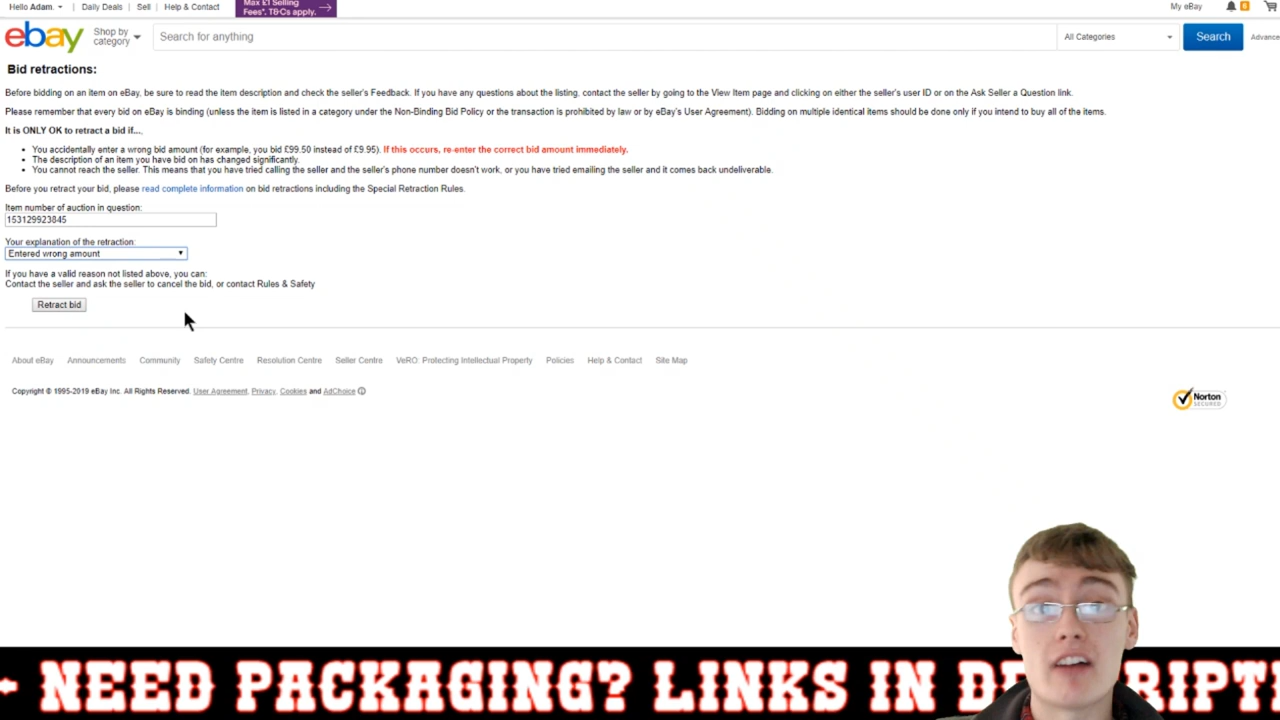 Hello Adam.
Daily Deals
Sell
Help & Contact
Max £1 Selling
Fees*. T&Cs apply.
My eBay
6
ebay
Shop by
category
Search for anything
All Categories
Search
Advance
Bid retractions:
Before bidding on an item on eBay, be sure to read the item description and check the seller's Feedback. If you have any questions about the listing, contact the seller by going to the View Item page and clicking on either the seller's user ID or on the Ask Seller a Question link.
Please remember that every bid on eBay is binding (unless the item is listed in a category under the Non-Binding Bid Policy or the transaction is prohibited by law or by eBay's User Agreement). Bidding on multiple identical items should be done only if you intend to buy all of the items.
It is ONLY OK to retract a bid if...
You accidentally enter a wrong bid amount (for example, you bid £99.50 instead of £9.95). If this occurs, re-enter the correct bid amount immediately.
The description of an item you have bid on has changed significantly.
You cannot reach the seller. This means that you have tried calling the seller and the seller's phone number doesn't work, or you have tried emailing the seller and it comes back undeliverable.
Before you retract your bid, please read complete information on bid retractions including the Special Retraction Rules.
Item number of auction in question:
153129923845
Your explanation of the retraction:
Entered wrong amount
If you have a valid reason not listed above, you can:
Contact the seller and ask the seller to cancel the bid, or contact Rules & Safety
Retract bid
About eBay
Announcements
Community
Safety Centre
Resolution Centre
Seller Centre
VeRO: Protecting Intellectual Property
Policies
Help & Contact
Site Map
Copyright © 1995-2019 eBay Inc. All Rights Reserved. User Agreement, Privacy, Cookies and AdChoice
Norton
SECURED
NEED PACKAGING? LINKS IN